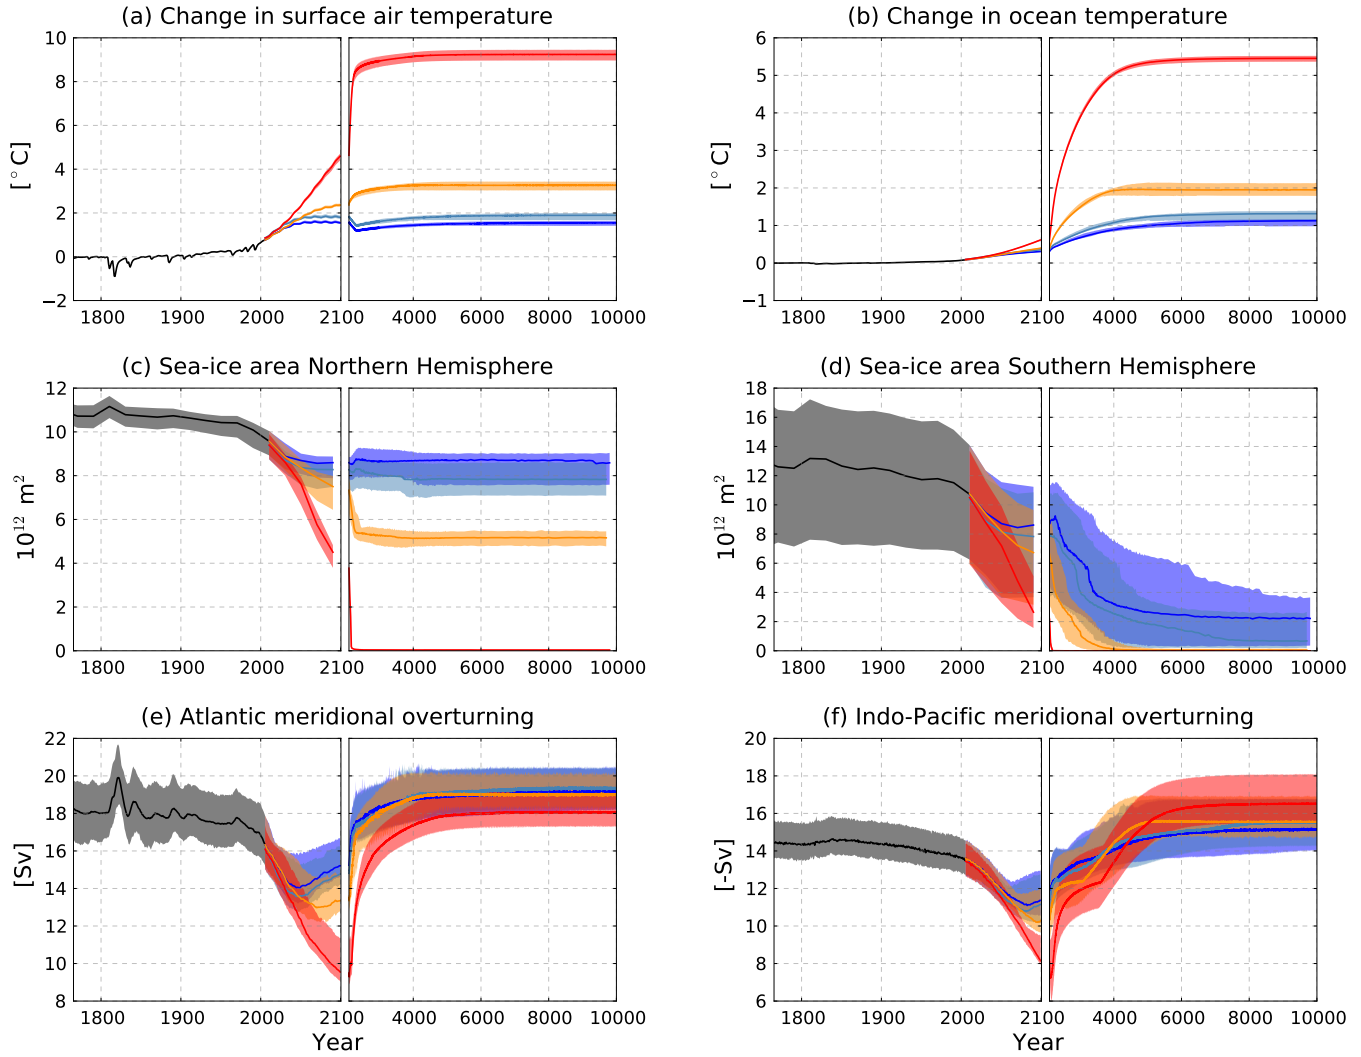 (a) Change in surface air temperature
(b) Change in ocean temperature
[°C]
10
8
6
4
2
0
−2
1800 1900 2000 2100 4000 6000 8000 10000
[°C]
6
5
4
3
2
1
0
−1
1800 1900 2000 2100 4000 6000 8000 10000
(c) Sea-ice area Northern Hemisphere
(d) Sea-ice area Southern Hemisphere
10¹² m²
12
10
8
6
4
2
0
1800 1900 2000 2100 4000 6000 8000 10000
10¹² m²
18
16
14
12
10
8
6
4
2
0
1800 1900 2000 2100 4000 6000 8000 10000
(e) Atlantic meridional overturning
(f) Indo-Pacific meridional overturning
[Sv]
22
20
18
16
14
12
10
8
1800 1900 2000 2100 4000 6000 8000 10000
Year
[-Sv]
20
18
16
14
12
10
8
6
1800 1900 2000 2100 4000 6000 8000 10000
Year